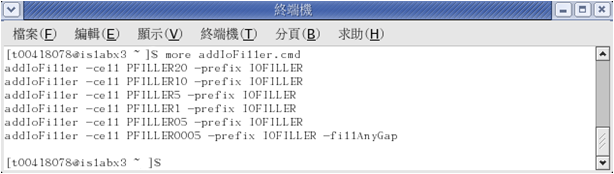 終端機
檔案(F) 編輯(E) 顯示(V) 終端機(T) 分頁(B) 求助(H)
[t00418078@islabx3 ~ ]$ more addIoFiller.cmd
addIoFiller -cell PFILLER20 -prefix IOFILLER
addIoFiller -cell PFILLER10 -prefix IOFILLER
addIoFiller -cell PFILLER5 -prefix IOFILLER
addIoFiller -cell PFILLER1 -prefix IOFILLER
addIoFiller -cell PFILLER05 -prefix IOFILLER
addIoFiller -cell PFILLER0005 -prefix IOFILLER -fillAnyGap
[t00418078@islabx3 ~ ]$